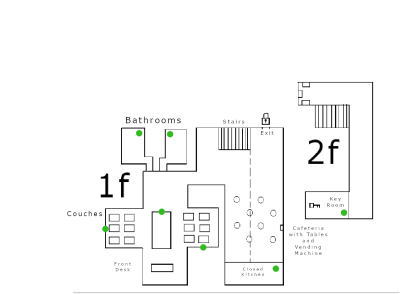 Bathrooms
Stairs
Exit
2f
1f
Key
Room
Couches
Cafeteria
with Tables
and
Vending
Machine
Front
Desk
Closed
Kitchen